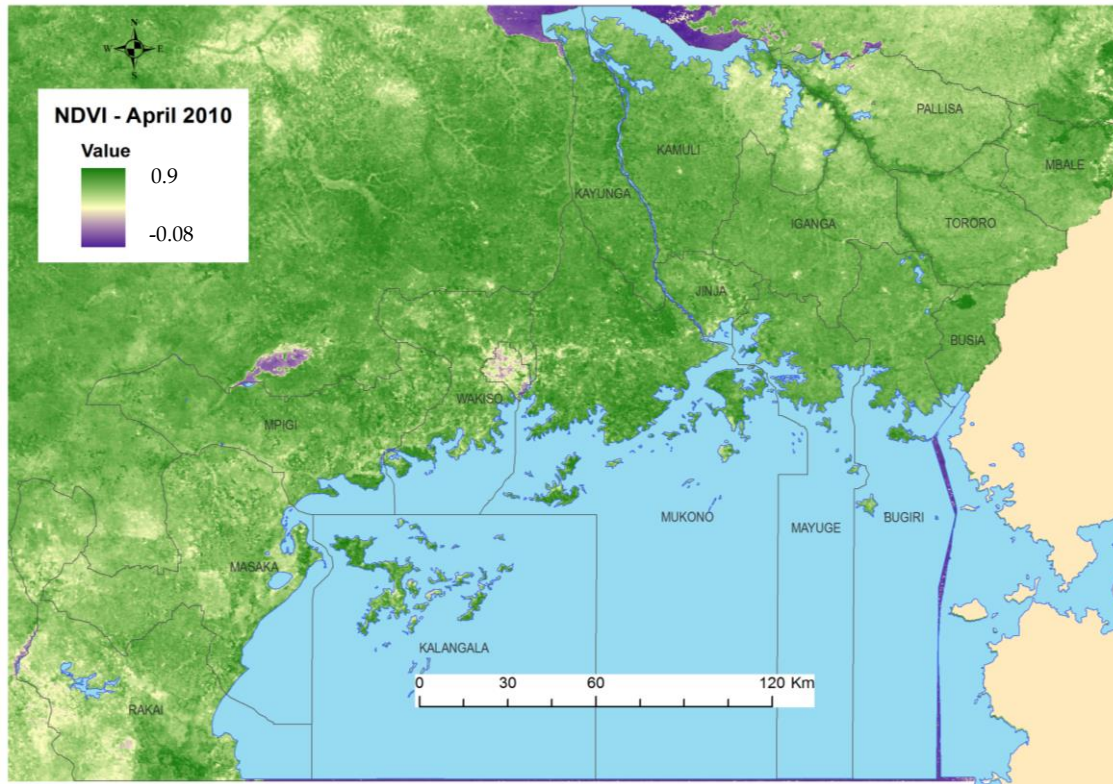 N
W E
S
NDVI - April 2010
Value
0.9
-0.08
PALLISA
KAMULI
MBALE
KAYUNGA
IGANGA
TORORO
JINJA
BUSIA
WAKISO
MPIGI
MUKONO
MAYUGE
BUGIRI
MASAKA
KALANGALA
RAKAI
0 30 60 120 Km